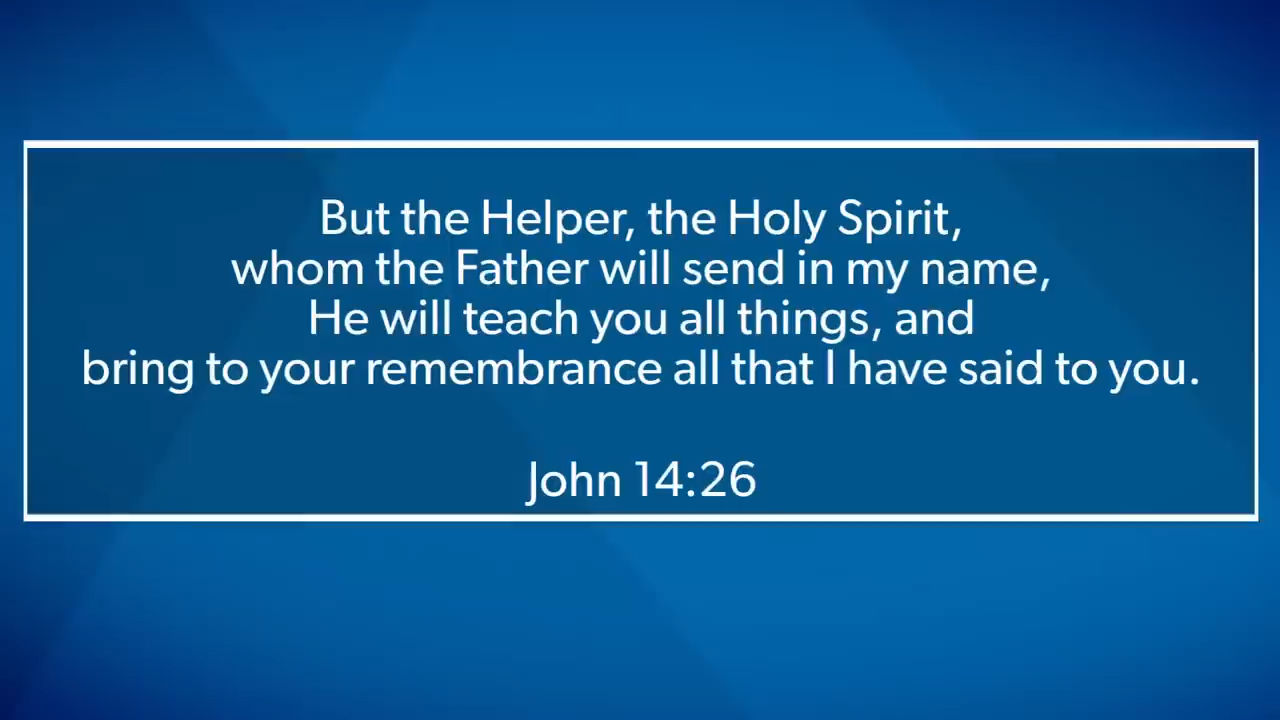 But the Helper, the Holy Spirit,
whom the Father will send in my name,
He will teach you all things, and
bring to your remembrance all that I have said to you.
John 14:26